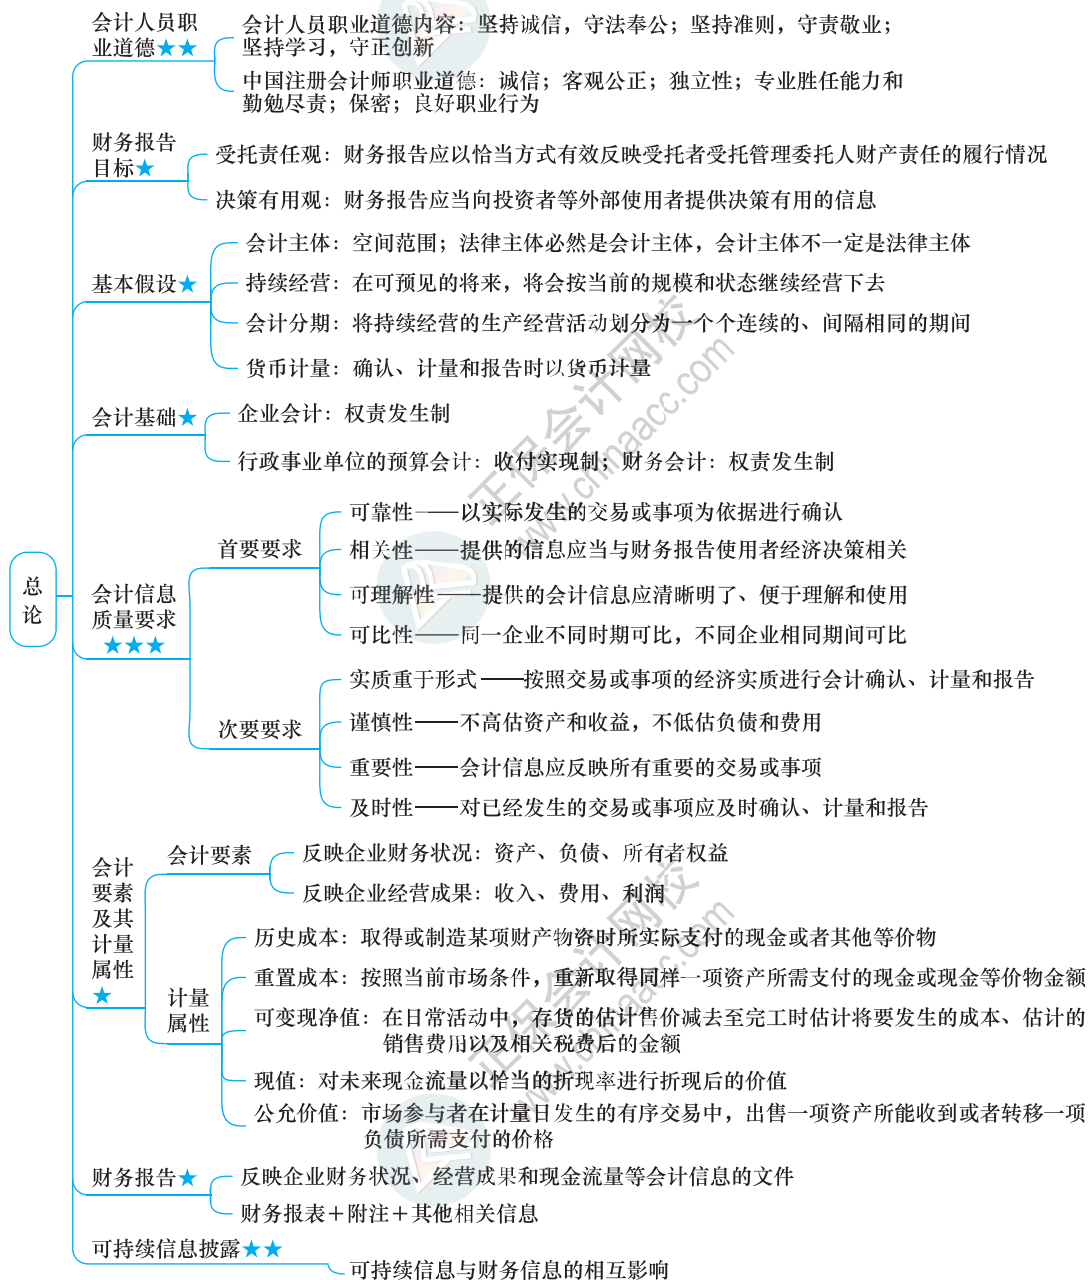 总
论
会计人员职
业道德★★
会计人员职业道德内容：坚持诚信，守法奉公；坚持准则，守责敬业；
坚持学习，守正创新
中国注册会计师职业道德：诚信；客观公正；独立性；专业胜任能力和
勤勉尽责；保密；良好职业行为
财务报告
目标★
受托责任观：财务报告应以恰当方式有效反映受托者受托管理委托人财产责任的履行情况
决策有用观：财务报告应当向投资者等外部使用者提供决策有用的信息
基本假设★
会计主体：空间范围；法律主体必然是会计主体，会计主体不一定是法律主体
持续经营：在可预见的将来，将会按当前的规模和状态继续经营下去
会计分期：将持续经营的生产经营活动划分为一个个连续的、间隔相同的期间
货币计量：确认、计量和报告时以货币计量
会计基础★
企业会计：权责发生制
行政事业单位的预算会计：收付实现制；财务会计：权责发生制
会计信息
质量要求
★★★
首要要求
可靠性——以实际发生的交易或事项为依据进行确认
相关性——提供的信息应当与财务报告使用者经济决策相关
可理解性——提供的会计信息应清晰明了、便于理解和使用
可比性——同一企业不同时期可比，不同企业相同期间可比
次要要求
实质重于形式——按照交易或事项的经济实质进行会计确认、计量和报告
谨慎性——不高估资产和收益，不低估负债和费用
重要性——会计信息应反映所有重要的交易或事项
及时性——对已经发生的交易或事项应及时确认、计量和报告
会计
要素
及其
计量
属性
★
会计要素
反映企业财务状况：资产、负债、所有者权益
反映企业经营成果：收入、费用、利润
计量
属性
历史成本：取得或制造某项财产物资时所实际支付的现金或者其他等价物
重置成本：按照当前市场条件，重新取得同样一项资产所需支付的现金或现金等价物金额
可变现净值：在日常活动中，存货的估计售价减去至完工时估计将要发生的成本、估计的
销售费用以及相关税费后的金额
现值：对未来现金流量以恰当的折现率进行折现后的价值
公允价值：市场参与者在计量日发生的有序交易中，出售一项资产所能收到或者转移一项
负债所需支付的价格
财务报告★
反映企业财务状况、经营成果和现金流量等会计信息的文件
财务报表＋附注＋其他相关信息
可持续信息披露★★
可持续信息与财务信息的相互影响
正保会计网校
www.chinaacc.com
正保会计网校
www.chinaacc.com